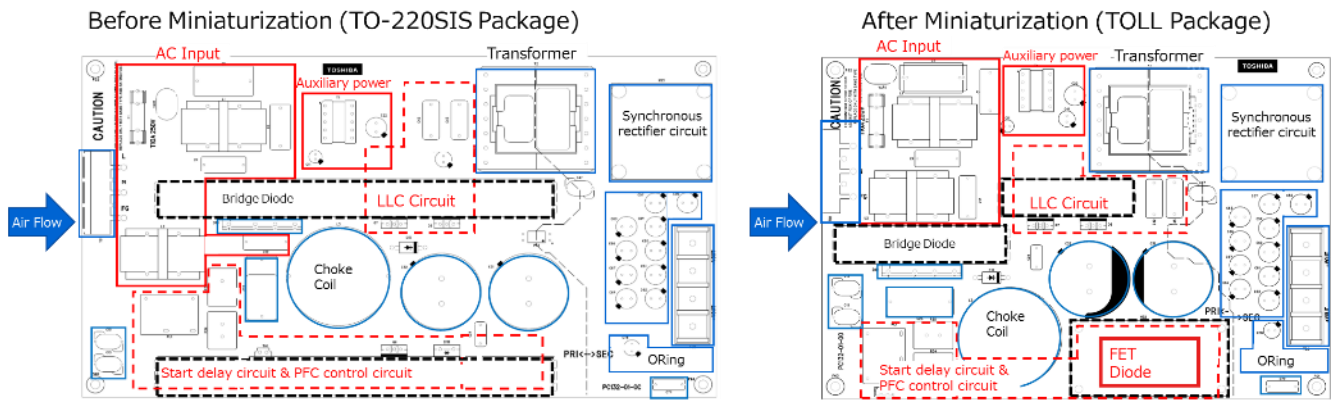 Before Miniaturization (TO-220SIS Package)
AC Input
Transformer
TOSHIBA
Auxiliary power
CAUTION
Synchronous
rectifier circuit
Bridge Diode
LLC Circuit
Air Flow
Choke
Coil
PRI<->SEC
ORing
Start delay circuit & PFC control circuit
PC132-01-0C
After Miniaturization (TOLL Package)
AC Input
Auxiliary power
Transformer
TOSHIBA
CAUTION
Synchronous
rectifier circuit
LLC Circuit
Air Flow
Bridge Diode
Choke
Coil
ORing
FET
Diode
Start delay circuit &
PFC control circuit